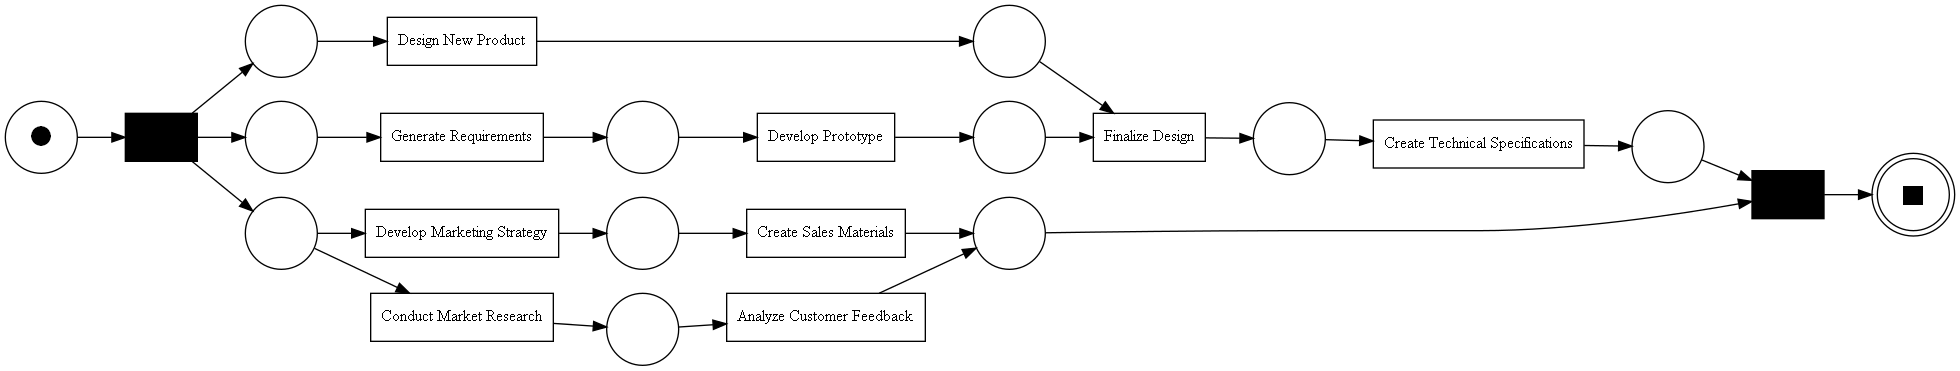 Design New Product
Generate Requirements
Develop Prototype
Finalize Design
Create Technical Specifications
Develop Marketing Strategy
Create Sales Materials
Conduct Market Research
Analyze Customer Feedback